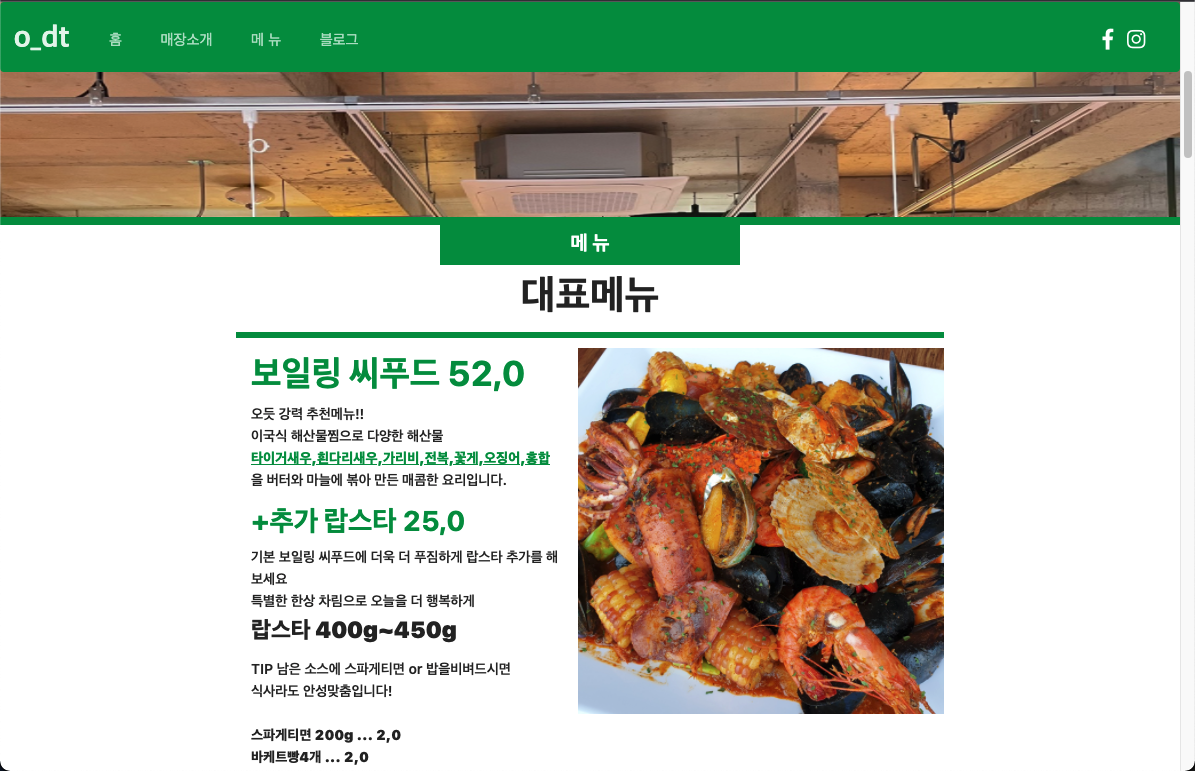 o_dt 홈 매장소개 메 뉴 블로그
메 뉴
대표메뉴
보일링 씨푸드 52,0
오듯 강력 추천메뉴!!
이국식 해산물찜으로 다양한 해산물
타이거새우,흰다리새우,가리비,전복,꽃게,오징어,홍합
을 버터와 마늘에 볶아 만든 매콤한 요리입니다.
+추가 랍스타 25,0
기본 보일링 씨푸드에 더욱 더 푸짐하게 랍스타 추가를 해
보세요
특별한 한상 차림으로 오늘을 더 행복하게
랍스타 400g~450g
TIP 남은 소스에 스파게티면 or 밥을비벼드시면
식사라도 안성맞춤입니다!
스파게티면 200g ... 2,0
바케트빵4개 ... 2,0